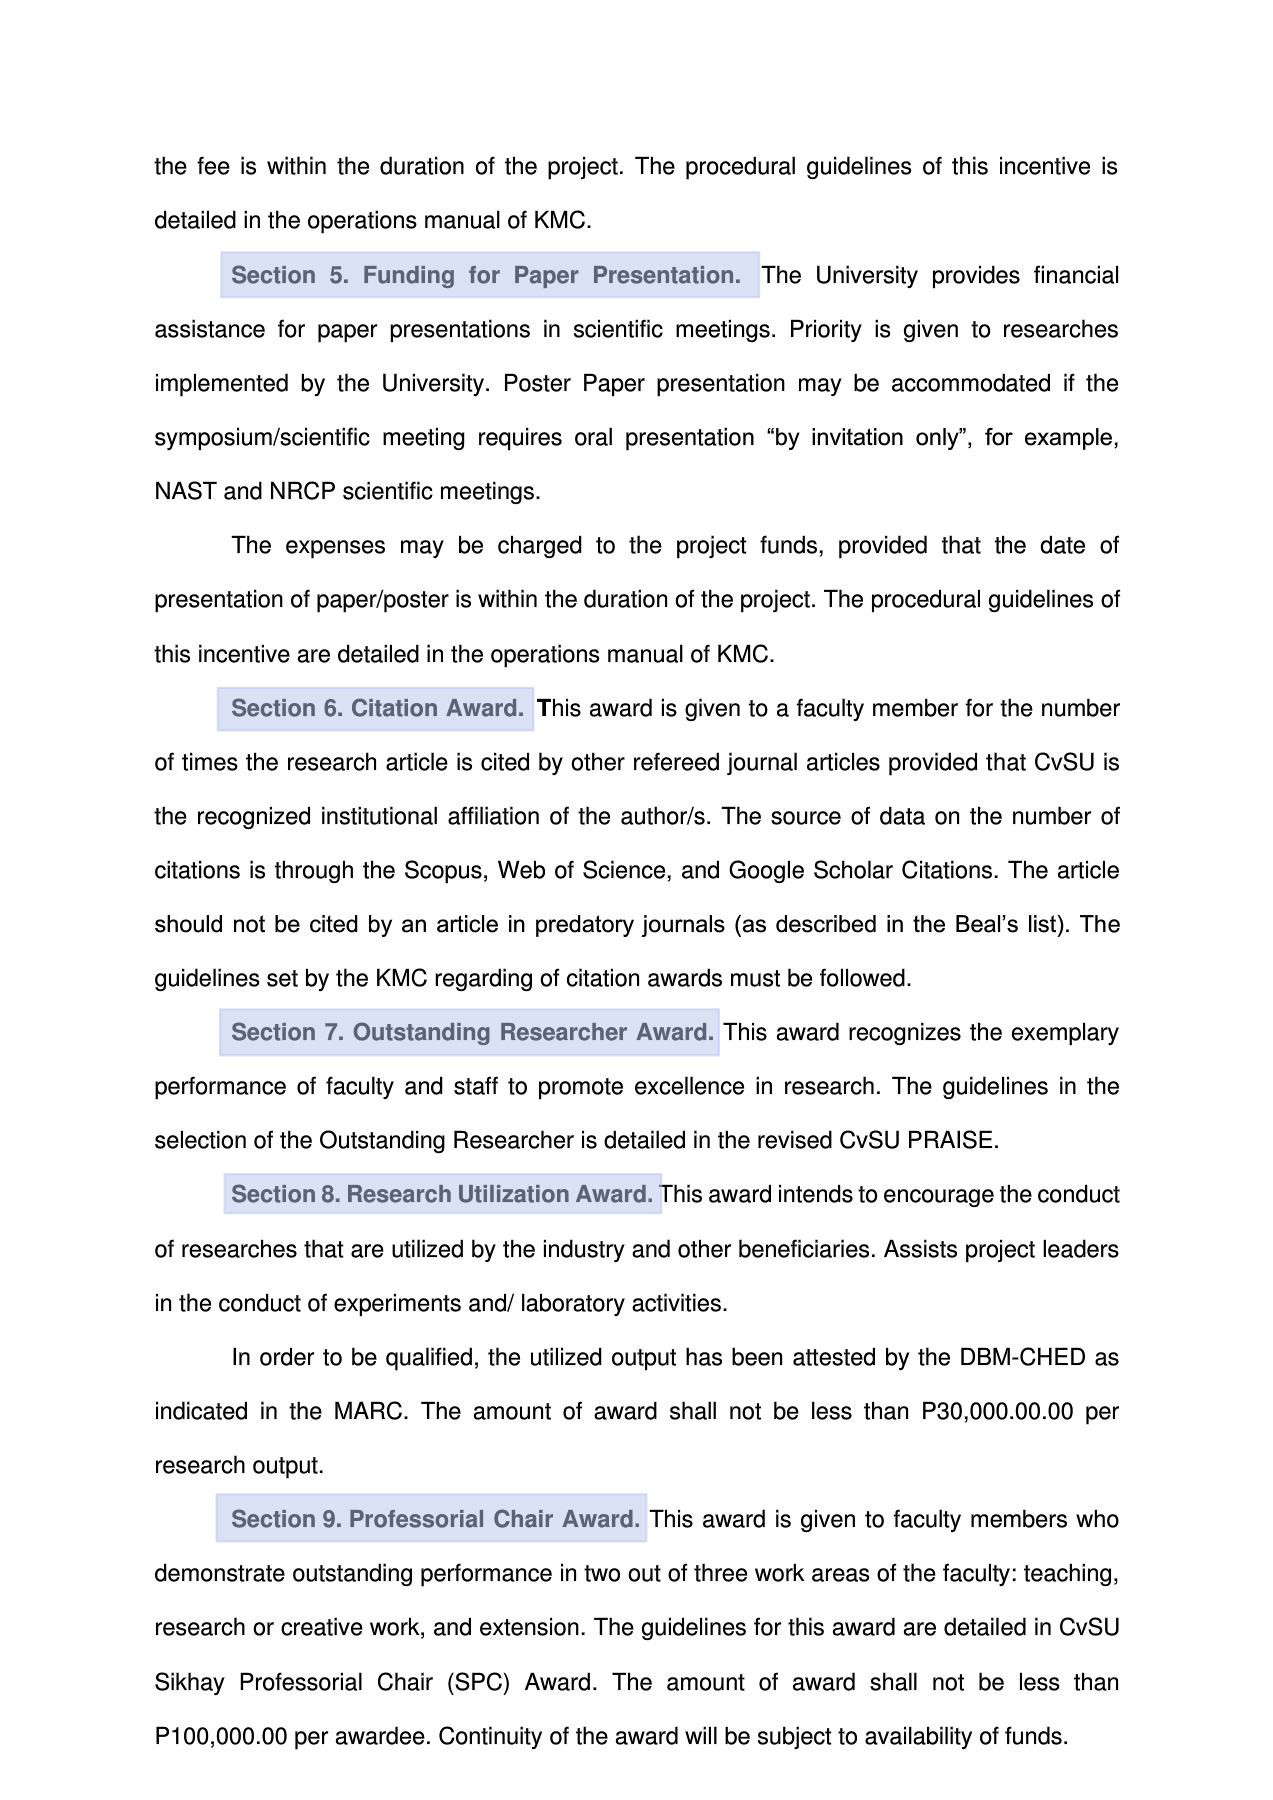 the fee is within the duration of the project. The procedural guidelines of this incentive is
detailed in the operations manual of KMC.
Section 5. Funding for Paper Presentation. The University provides financial
assistance for paper presentations in scientific meetings. Priority is given to researches
implemented by the University. Poster Paper presentation may be accommodated if the
symposium/scientific meeting requires oral presentation “by invitation only”, for example,
NAST and NRCP scientific meetings.
The expenses may be charged to the project funds, provided that the date of
presentation of paper/poster is within the duration of the project. The procedural guidelines of
this incentive are detailed in the operations manual of KMC.
Section 6. Citation Award. This award is given to a faculty member for the number
of times the research article is cited by other refereed journal articles provided that CvSU is
the recognized institutional affiliation of the author/s. The source of data on the number of
citations is through the Scopus, Web of Science, and Google Scholar Citations. The article
should not be cited by an article in predatory journals (as described in the Beal’s list). The
guidelines set by the KMC regarding of citation awards must be followed.
Section 7. Outstanding Researcher Award. This award recognizes the exemplary
performance of faculty and staff to promote excellence in research. The guidelines in the
selection of the Outstanding Researcher is detailed in the revised CvSU PRAISE.
Section 8. Research Utilization Award. This award intends to encourage the conduct
of researches that are utilized by the industry and other beneficiaries. Assists project leaders
in the conduct of experiments and/ laboratory activities.
In order to be qualified, the utilized output has been attested by the DBM-CHED as
indicated in the MARC. The amount of award shall not be less than P30,000.00.00 per
research output.
Section 9. Professorial Chair Award. This award is given to faculty members who
demonstrate outstanding performance in two out of three work areas of the faculty: teaching,
research or creative work, and extension. The guidelines for this award are detailed in CvSU
Sikhay Professorial Chair (SPC) Award. The amount of award shall not be less than
P100,000.00 per awardee. Continuity of the award will be subject to availability of funds.